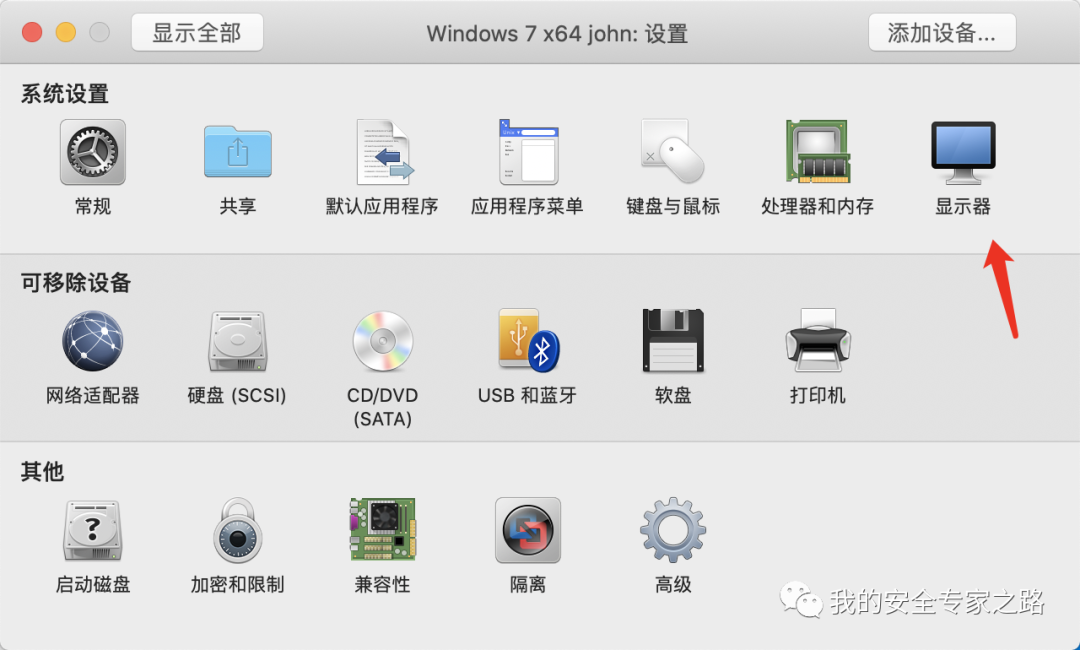 显示全部
Windows 7 x64 john: 设置
添加设备...
系统设置
常规
共享
默认应用程序
应用程序菜单
键盘与鼠标
处理器和内存
显示器
可移除设备
网络适配器
硬盘 (SCSI)
CD/DVD
(SATA)
USB 和蓝牙
软盘
打印机
其他
启动磁盘
加密和限制
兼容性
隔离
高级
我的安全专家之路